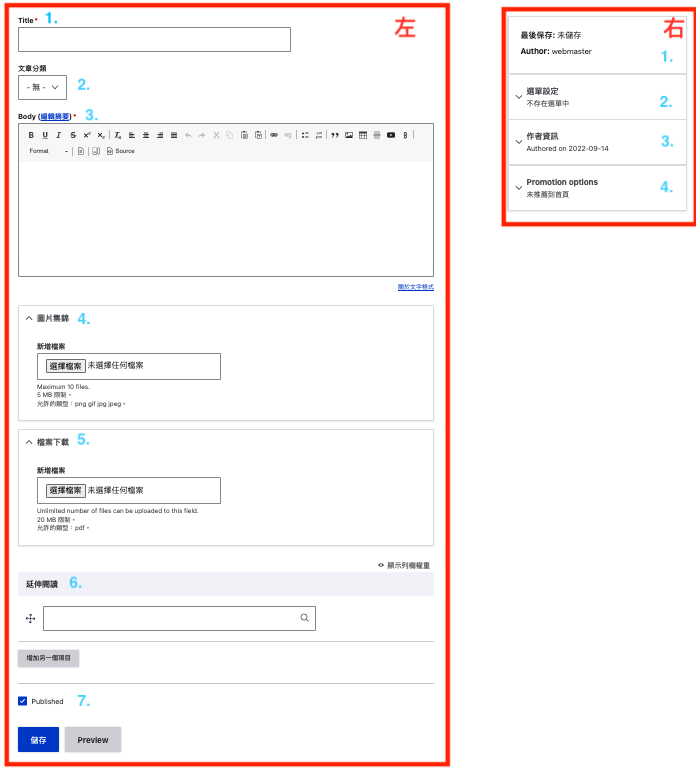 左
Title* 1.
文章分類
- 無 - 2.
Body (編輯摘要)* 3.
B U I S x² xₓ Iₓ
Format - Source
關於文字格式
圖片集錦 4.
新增檔案
選擇檔案 未選擇任何檔案
Maximum 10 files.
5 MB 限制。
允許的類型：png gif jpg jpeg。
檔案下載 5.
新增檔案
選擇檔案 未選擇任何檔案
Unlimited number of files can be uploaded to this field.
20 MB 限制。
允許的類型：pdf。
顯示列欄權重
延伸閱讀 6.
增加另一個項目
Published 7.
儲存 Preview
右
最後保存: 未儲存
Author: webmaster
1.
選單設定
不存在選單中
2.
作者資訊
Authored on 2022-09-14
3.
Promotion options
未推薦到首頁
4.